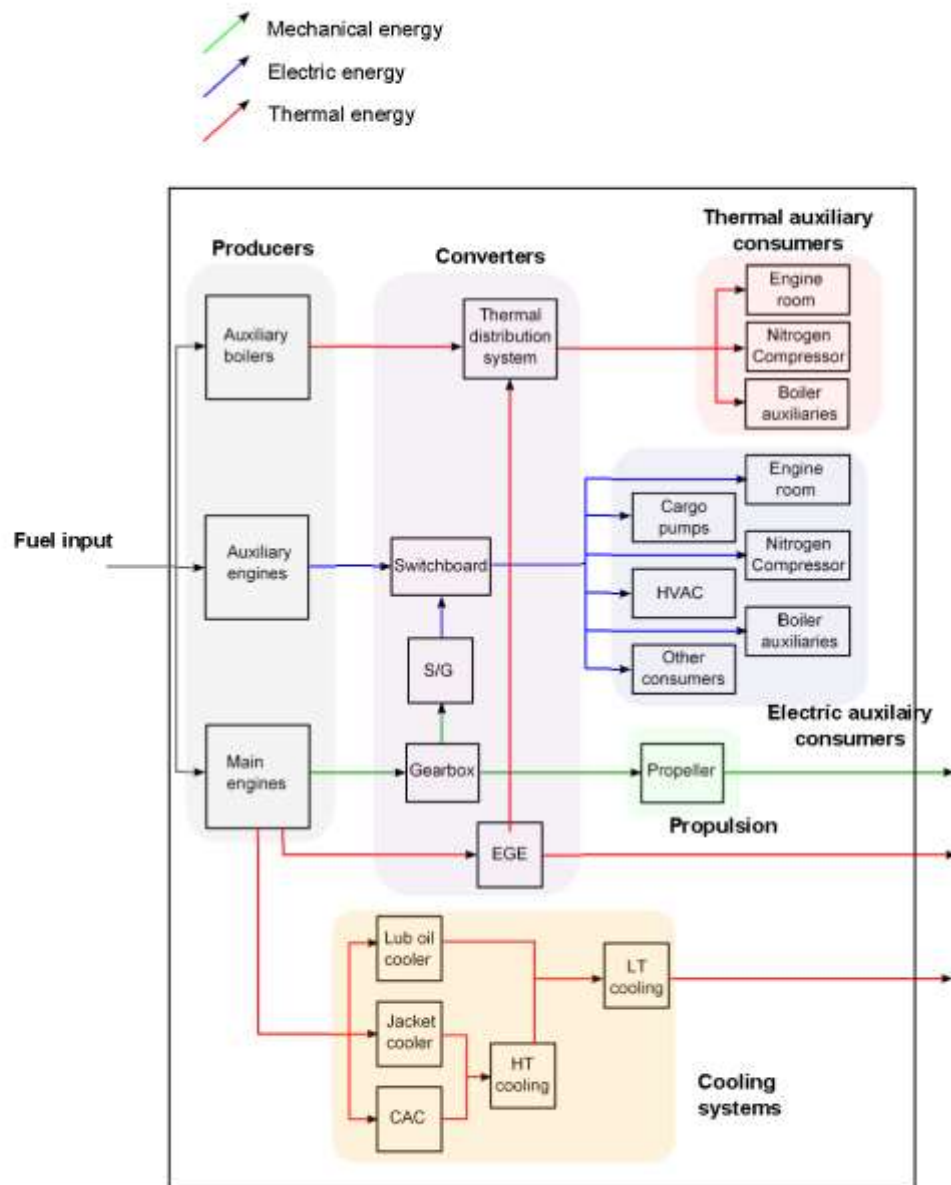 Mechanical energy
Electric energy
Thermal energy
Thermal auxiliary
consumers
Producers
Converters
Engine
room
Auxiliary
boilers
Thermal
distribution
system
Nitrogen
Compressor
Boiler
auxiliaries
Engine
room
Cargo
pumps
Fuel input
Auxiliary
engines
Switchboard
Nitrogen
Compressor
HVAC
Boiler
auxiliaries
S/G
Other
consumers
Electric auxilairy
consumers
Main
engines
Gearbox
Propeller
Propulsion
EGE
Lub oil
cooler
LT
cooling
Jacket
cooler
HT
cooling
Cooling
systems
CAC